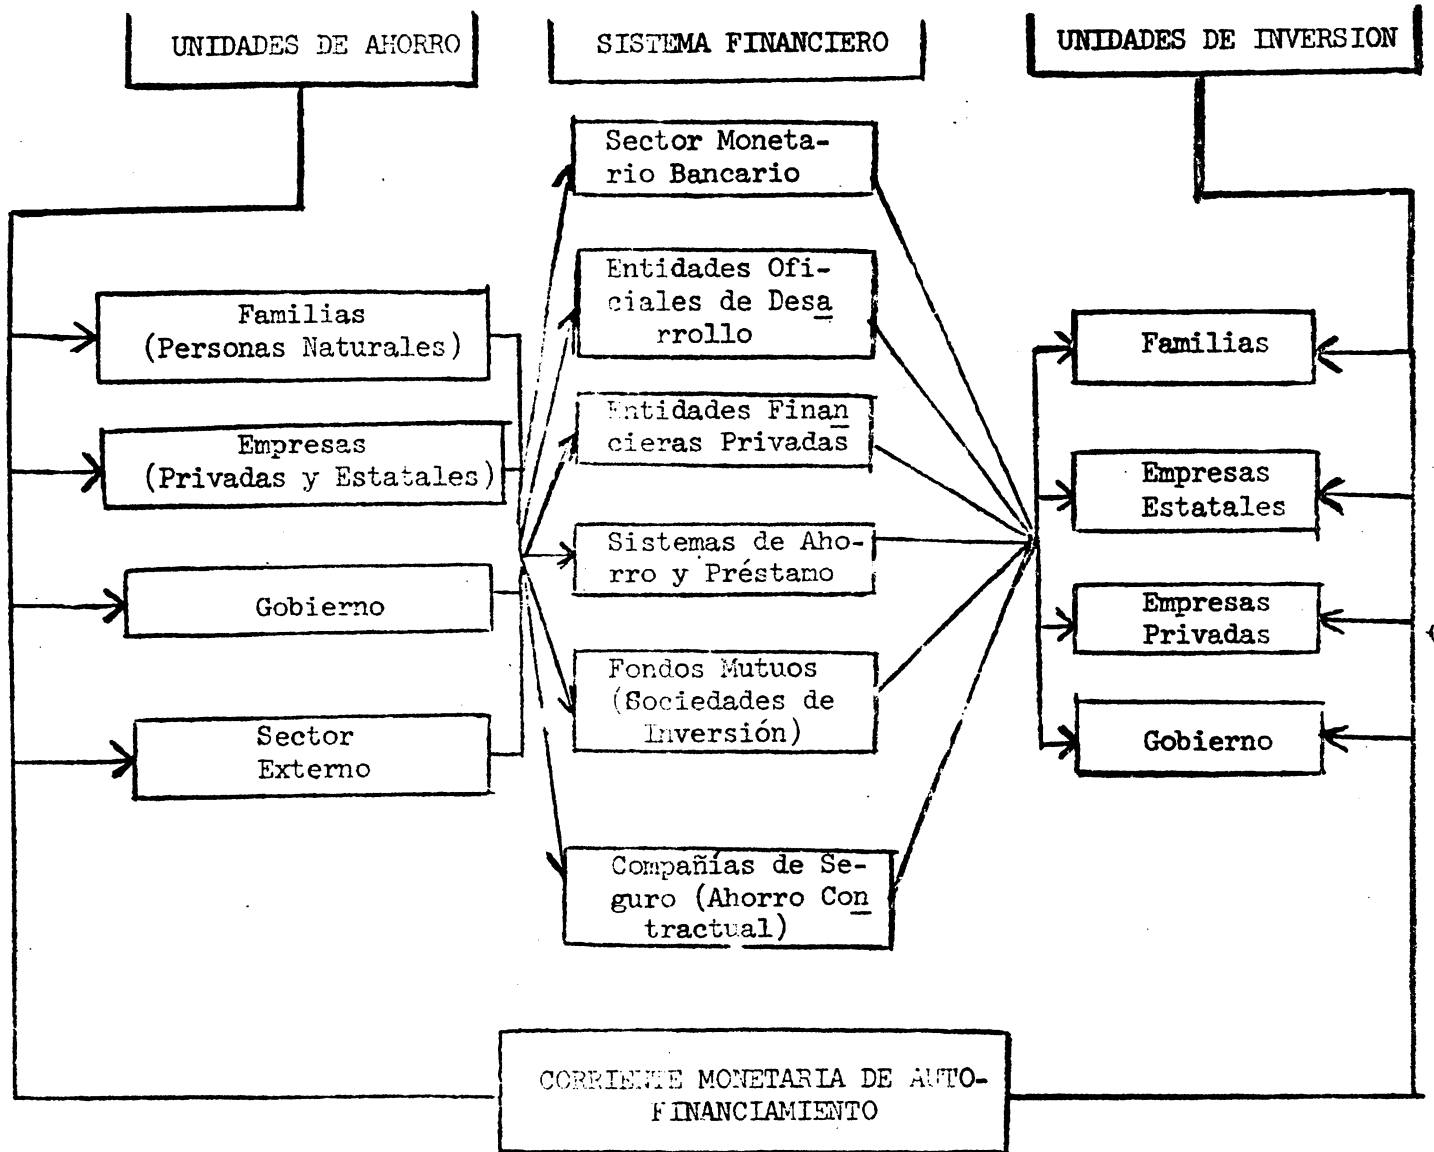 UNIDADES DE AHORRO
SISTEMA FINANCIERO
UNIDADES DE INVERSION
Familias
(Personas Naturales)
Empresas
(Privadas y Estatales)
Gobierno
Sector
Externo
Sector Moneta-
rio Bancario
Entidades Ofi-
ciales de Desa
rrollo
Entidades Finan
cieras Privadas
Sistemas de Aho-
rro y Préstamo
Fondos Mutuos
(Sociedades de
Inversión)
Compañías de Se-
guro (Ahorro Con
tractual)
Familias
Empresas
Estatales
Empresas
Privadas
Gobierno
CORRIENTE MONETARIA DE AUTO-
FINANCIAMIENTO